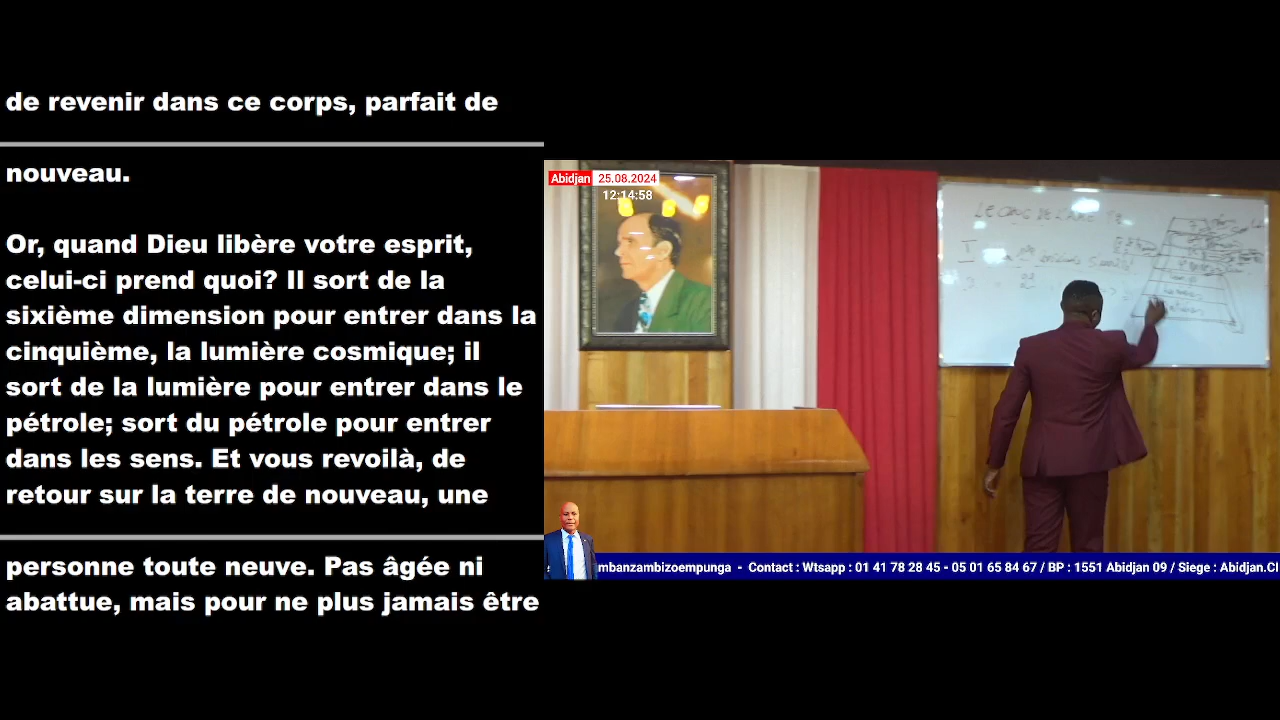 de revenir dans ce corps, parfait de
nouveau.
Or, quand Dieu libère votre esprit,
celui-ci prend quoi? Il sort de la
sixième dimension pour entrer dans la
cinquième, la lumière cosmique; il
sort de la lumière pour entrer dans le
pétrole; sort du pétrole pour entrer
dans les sens. Et vous revoilà, de
retour sur la terre de nouveau, une
personne toute neuve. Pas âgée ni
abattue, mais pour ne plus jamais être
Abidjan 25.08.2024
12:14:58
mbanzambizoempunga - Contact : Wtsapp : 01 41 78 28 45 - 05 01 65 84 67 / BP : 1551 Abidjan 09 / Siege : Abidjan.CI